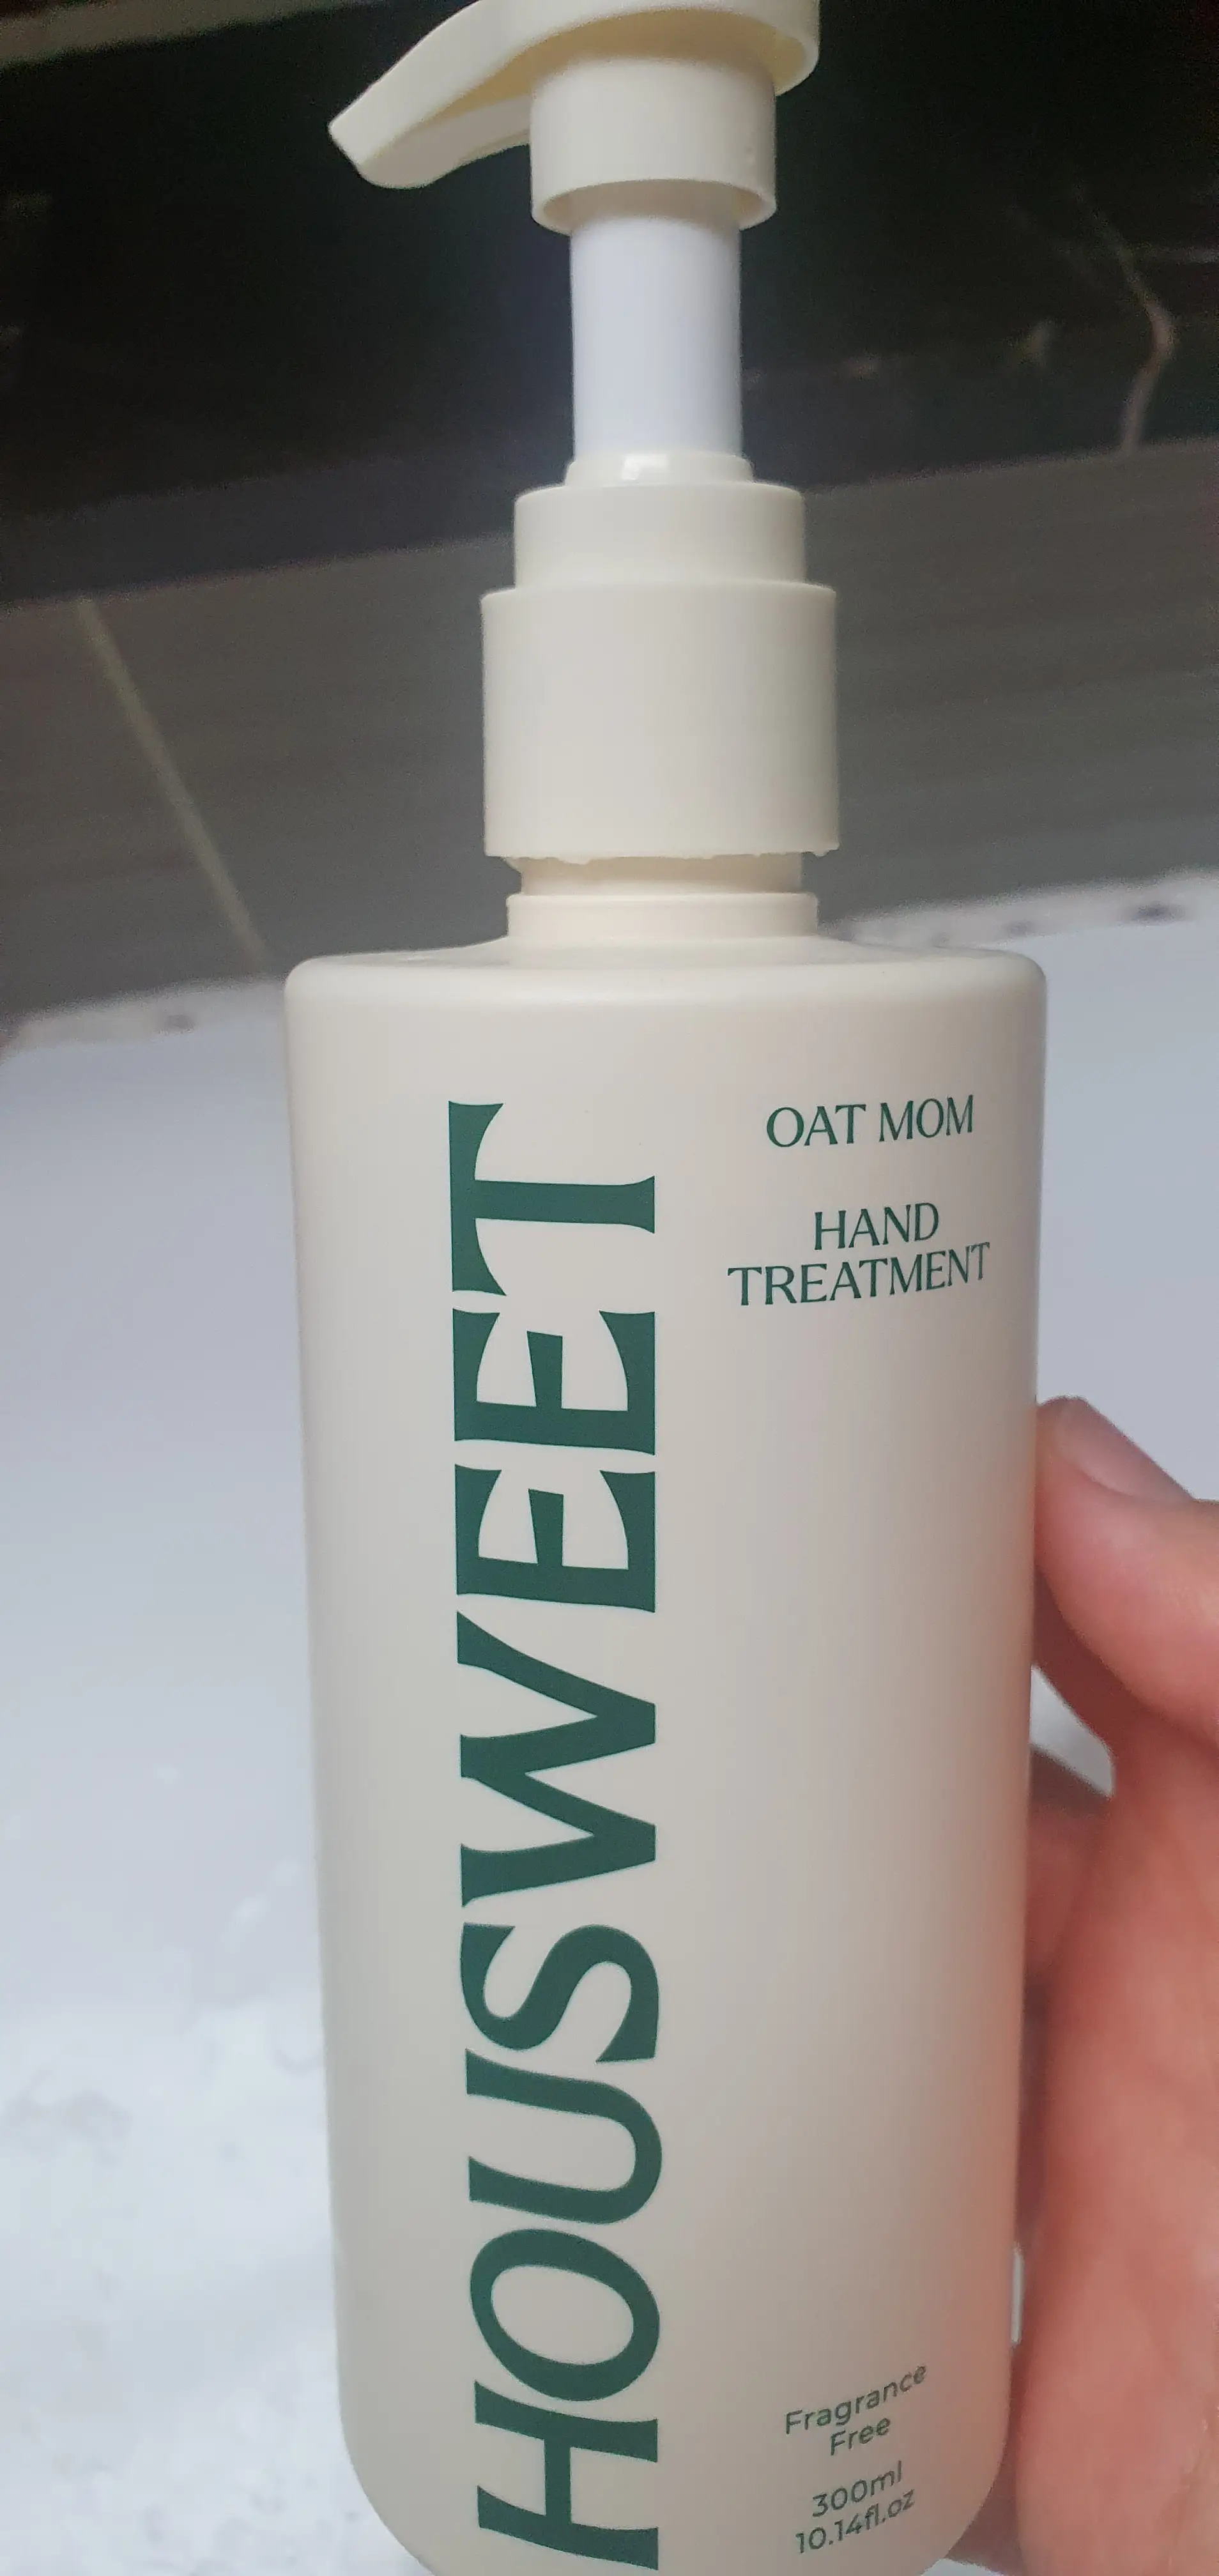 HOUSWEET
OAT MOM
HAND
TREATMENT
Fragrance
Free
300ml
10.14fl.oz